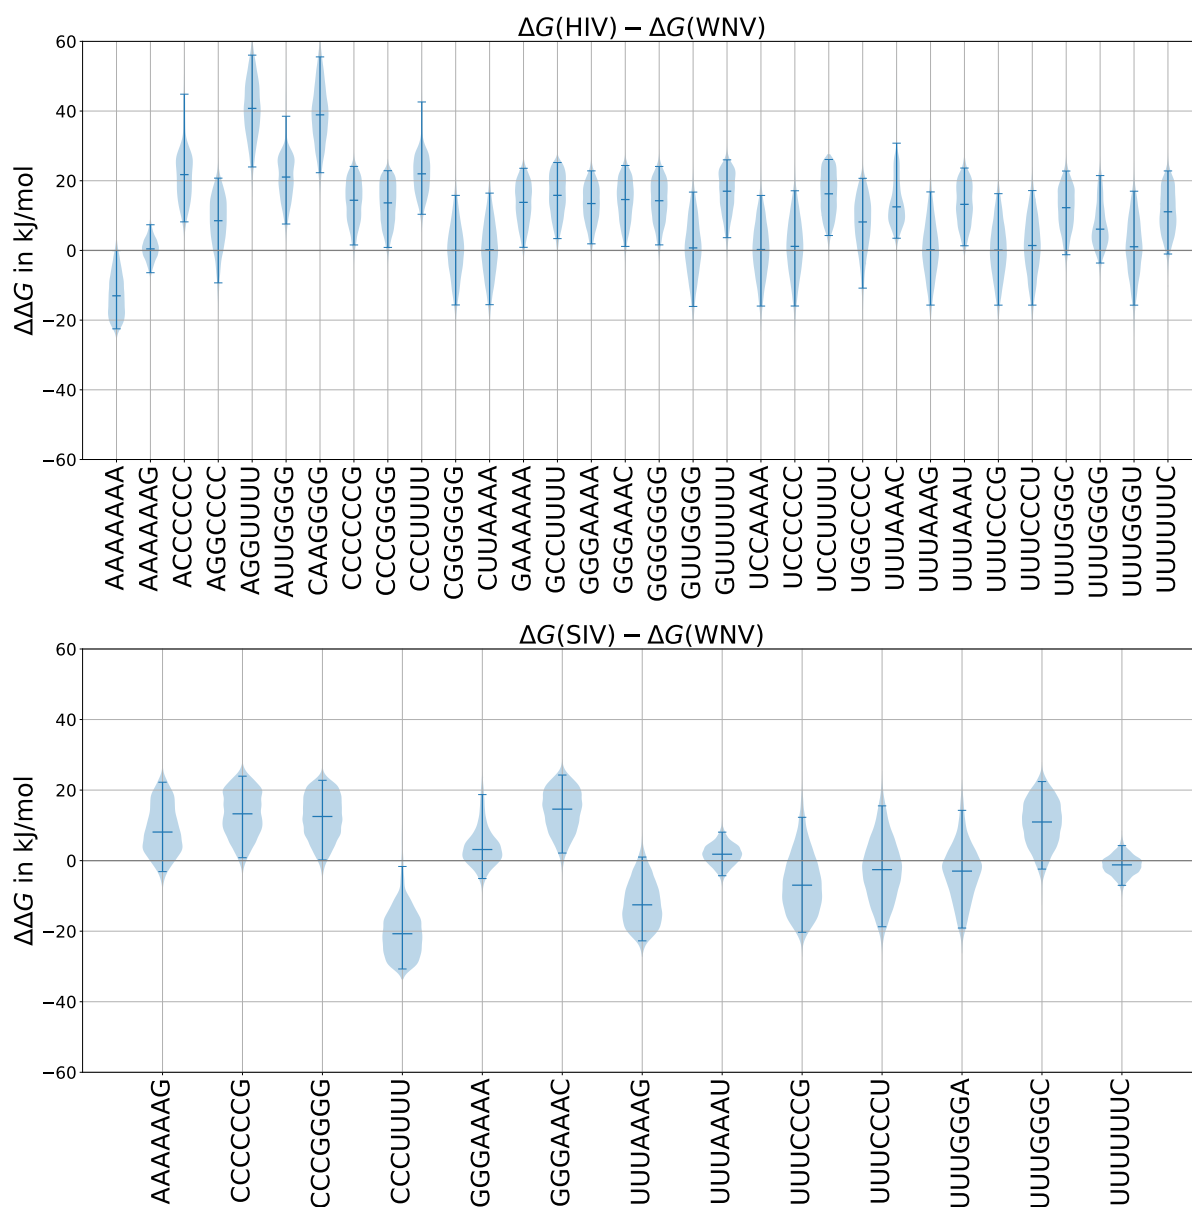 ΔG(HIV) − ΔG(WNV)
60
40
20
0
−20
−40
−60
ΔΔG in kJ/mol
AAAAAAA
AAAAAAG
ACCCCCC
AGGCCCC
AGGUUUU
AUUGGGG
CAAGGGG
CCCCCCG
CCCGGGG
CCCUUUU
CGGGGGG
CUUAAAA
GAAAAAA
GCCUUUU
GGGAAAA
GGGAAAC
GGGGGGG
GUUGGGG
GUUUUUU
UCCAAAA
UCCCCCC
UCCUUUU
UGGCCCC
UUUAAAC
UUUAAAG
UUUAAAU
UUUCCCG
UUUCCCU
UUUGGGC
UUUGGGG
UUUGGGU
UUUUUUC
ΔG(SIV) − ΔG(WNV)
60
40
20
0
−20
−40
−60
ΔΔG in kJ/mol
AAAAAAG
CCCCCCG
CCCGGGG
CCCUUUU
GGGAAAA
GGGAAAC
UUUAAAG
UUUAAAU
UUUCCCG
UUUCCCU
UUUGGGA
UUUGGGC
UUUUUUC